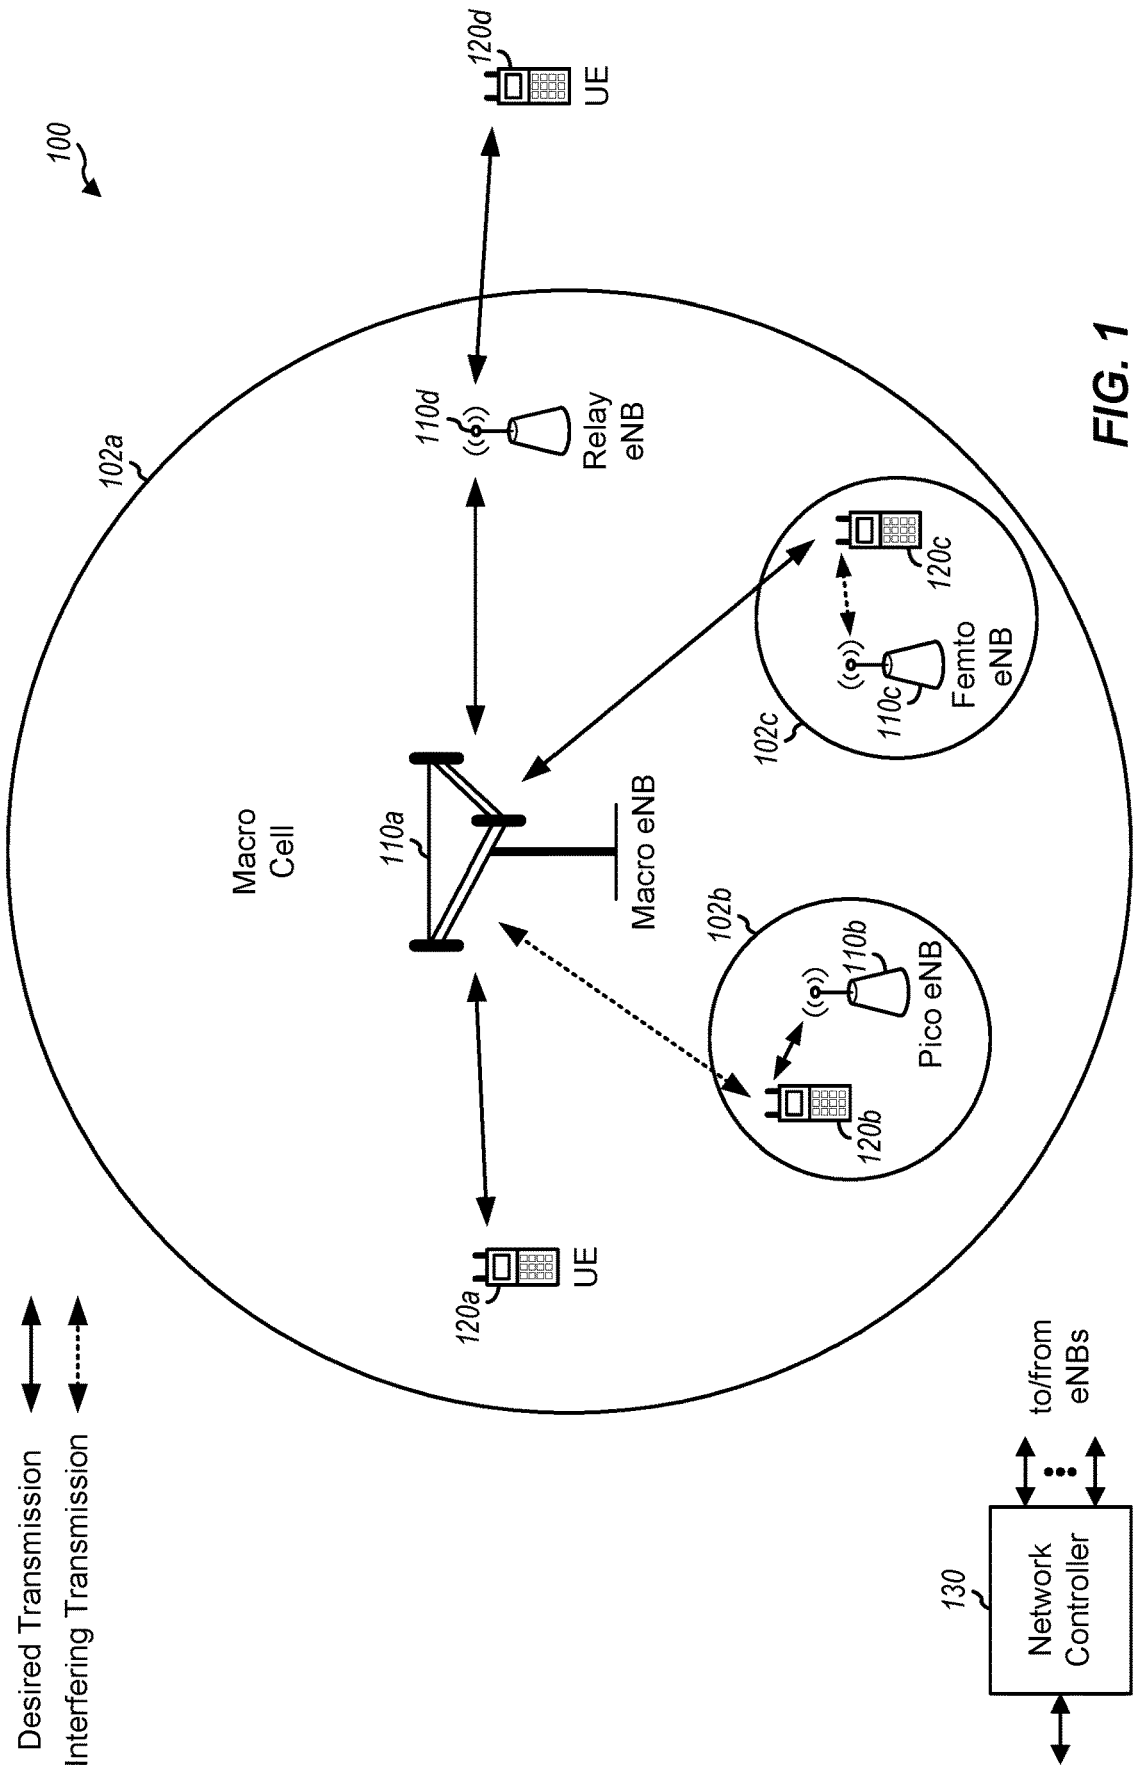 Desired Transmission
Interfering Transmission
100
102a
Macro
Cell
110a
Macro eNB
120a
UE
110d
Relay
eNB
120d
UE
102b
110b
Pico eNB
120b
102c
110c
Femto
eNB
120c
130
Network
Controller
to/from
eNBs
FIG. 1